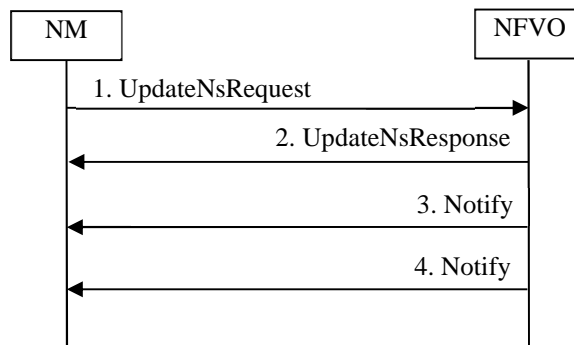 NM
NFVO
1. UpdateNsRequest
2. UpdateNsResponse
3. Notify
4. Notify